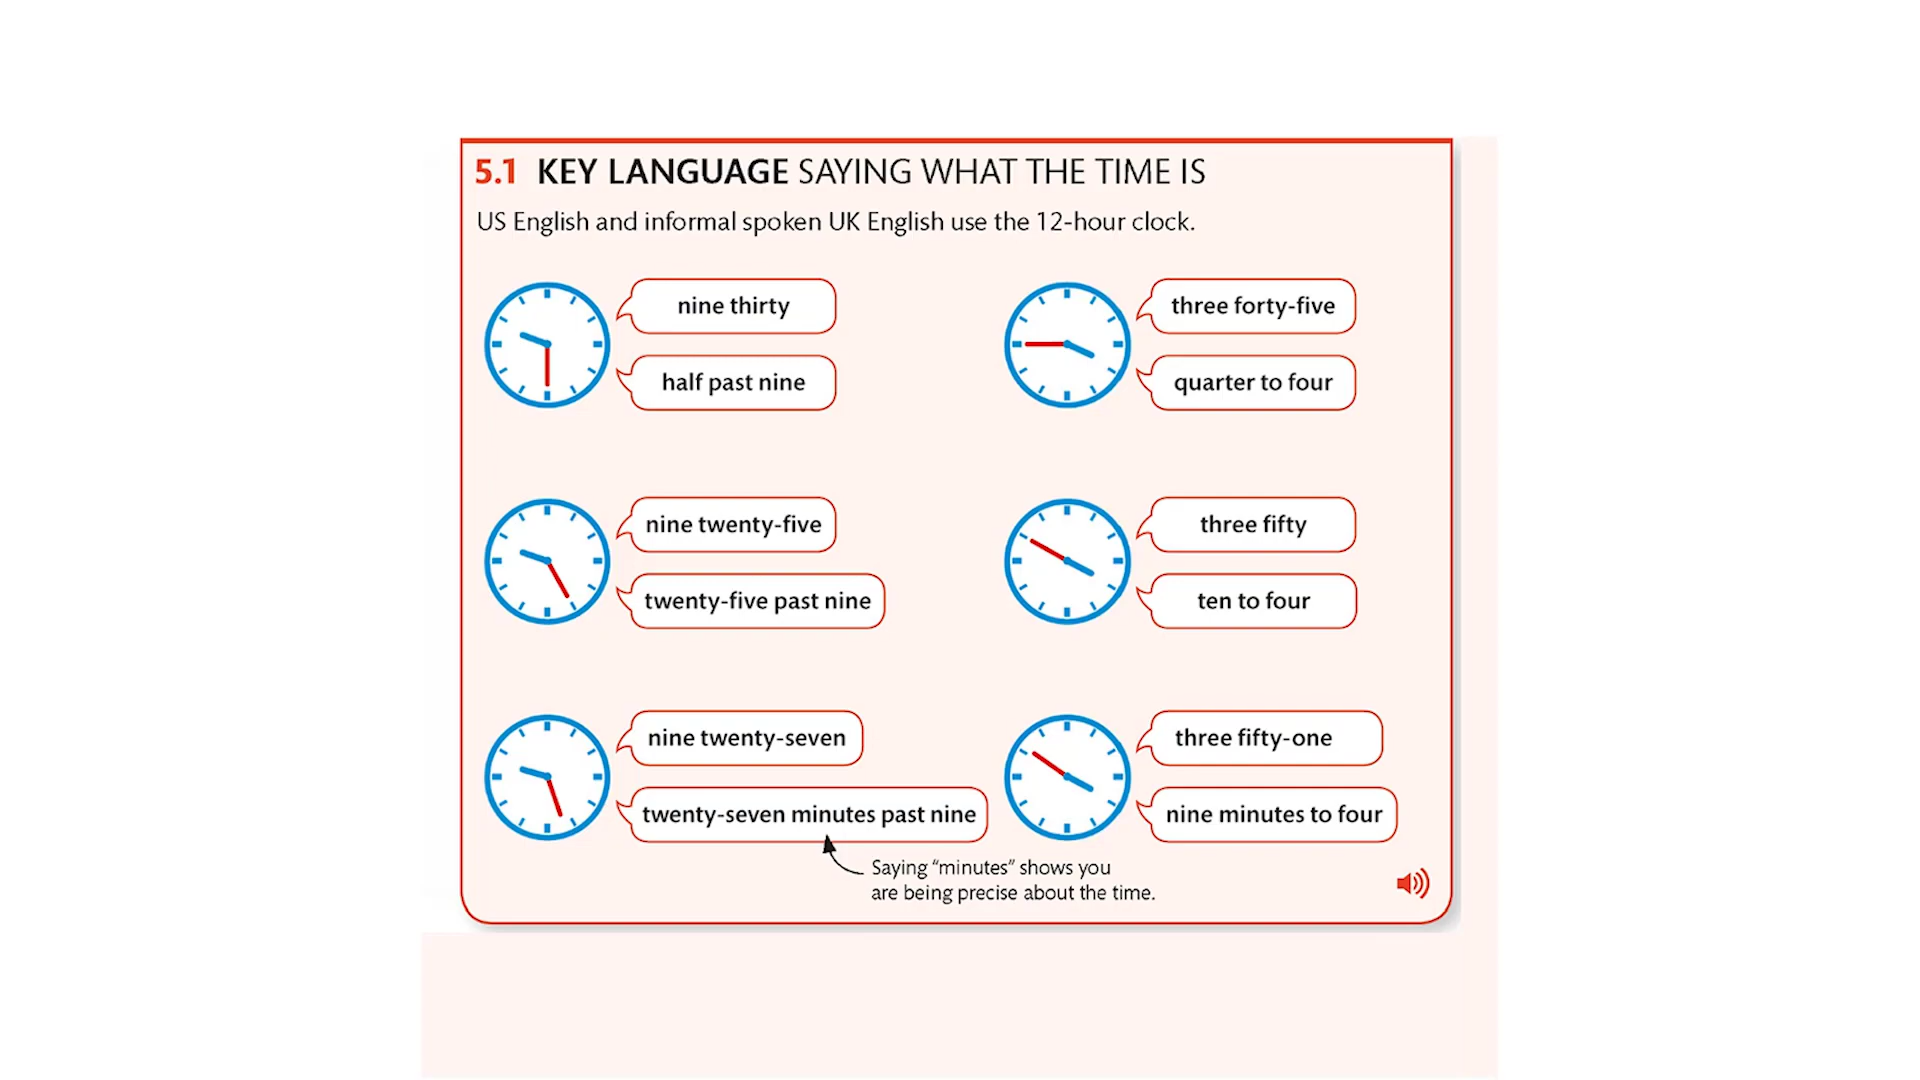 5.1 KEY LANGUAGE SAYING WHAT THE TIME IS
US English and informal spoken UK English use the 12-hour clock.
nine thirty
half past nine
three forty-five
quarter to four
nine twenty-five
twenty-five past nine
three fifty
ten to four
nine twenty-seven
twenty-seven minutes past nine
three fifty-one
nine minutes to four
Saying “minutes” shows you
are being precise about the time.